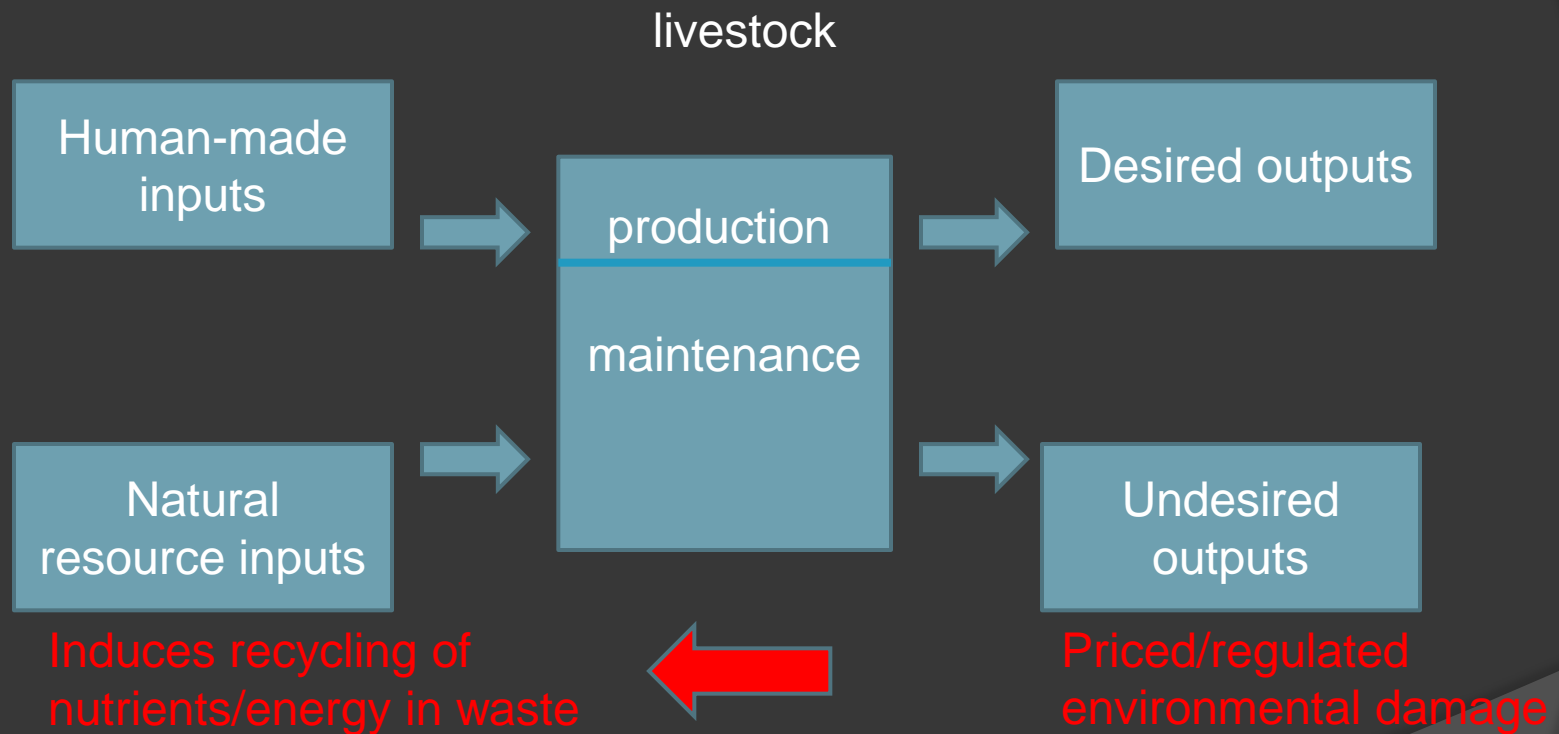 livestock
Human-made
inputs
Desired outputs
production
maintenance
Natural
resource inputs
Undesired
outputs
Induces recycling of
nutrients/energy in waste
Priced/regulated
environmental damage